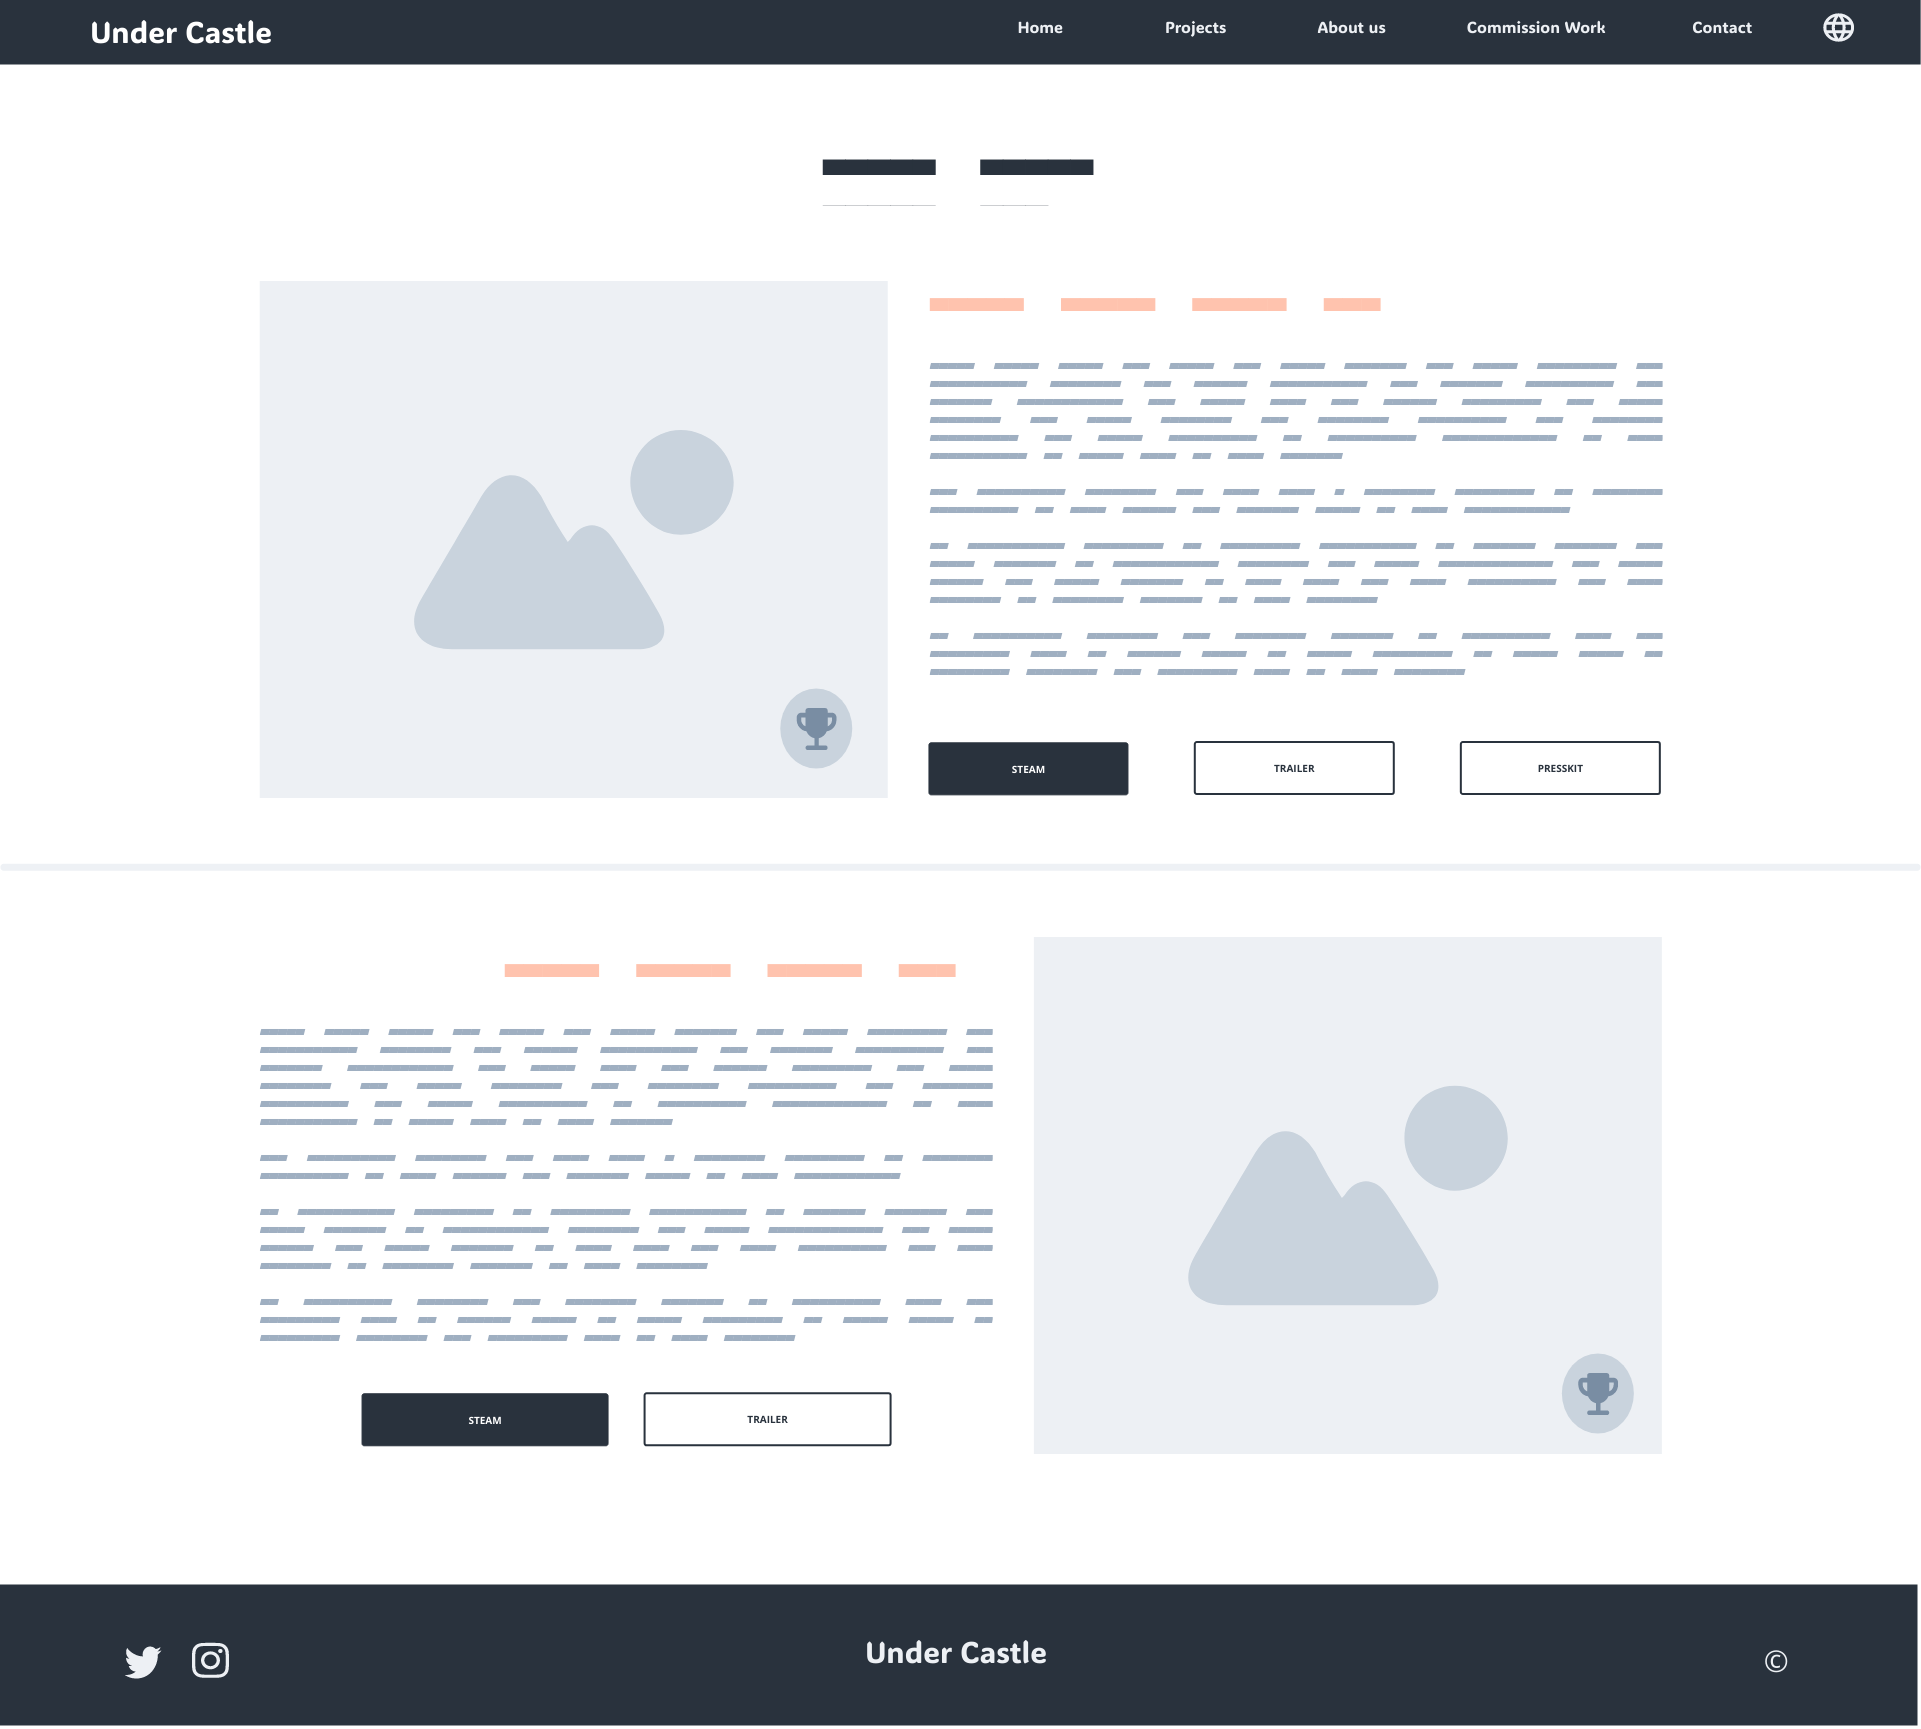 Under Castle
Home Projects About us Commission Work Contact
STEAM TRAILER PRESSKIT
STEAM TRAILER
Under Castle
©